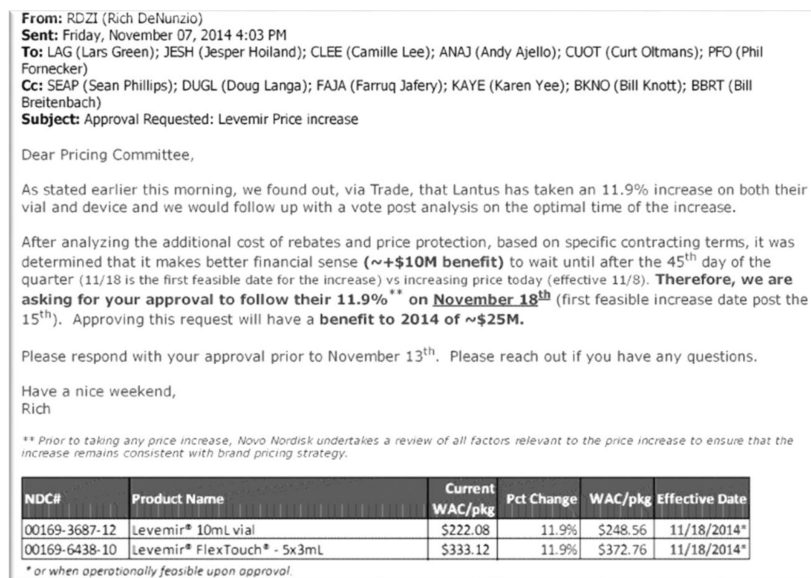 From: RDZI (Rich DeNunzio)
Sent: Friday, November 07, 2014 4:03 PM
To: LAG (Lars Green); JESH (Jesper Hoiland); CLEE (Camille Lee); ANAJ (Andy Ajello); CUOT (Curt Oltmans); PFO (Phil
Fornecker)
Cc: SEAP (Sean Phillips); DUGL (Doug Langa); FAJA (Farruq Jafery); KAYE (Karen Yee); BKNO (Bill Knott); BBRT (Bill
Breitenbach)
Subject: Approval Requested: Levemir Price increase
Dear Pricing Committee,
As stated earlier this morning, we found out, via Trade, that Lantus has taken an 11.9% increase on both their
vial and device and we would follow up with a vote post analysis on the optimal time of the increase.
After analyzing the additional cost of rebates and price protection, based on specific contracting terms, it was
determined that it makes better financial sense (~+$10M benefit) to wait until after the 45th day of the
quarter (11/18 is the first feasible date for the increase) vs increasing price today (effective 11/8). Therefore, we are
asking for your approval to follow their 11.9%** on November 18th (first feasible increase date post the
15th). Approving this request will have a benefit to 2014 of ~$25M.
Please respond with your approval prior to November 13th. Please reach out if you have any questions.
Have a nice weekend,
Rich
** Prior to taking any price increase, Novo Nordisk undertakes a review of all factors relevant to the price increase to ensure that the
increase remains consistent with brand pricing strategy.
NDC# Product Name Current WAC/pkg Pct Change WAC/pkg Effective Date
00169-3687-12 Levemir® 10mL vial $222.08 11.9% $248.56 11/18/2014*
00169-6438-10 Levemir® FlexTouch® - 5x3mL $333.12 11.9% $372.76 11/18/2014*
* or when operationally feasible upon approval.